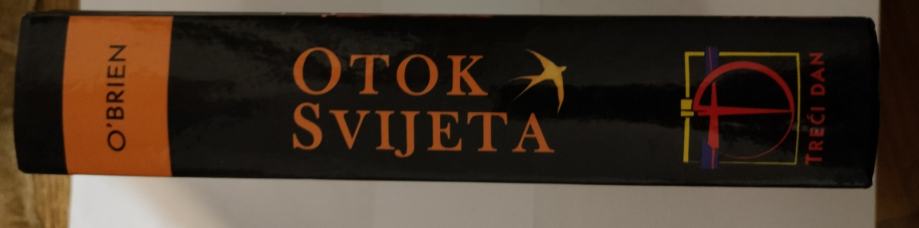 O'BRIEN
OTOK
SVIJETA
TREĆI DAN